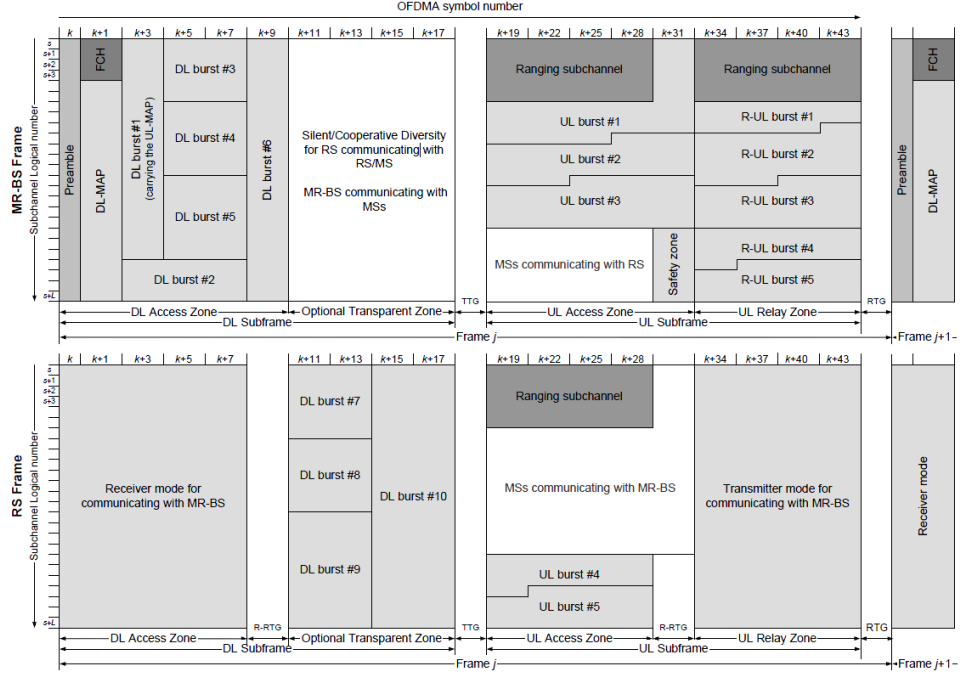 OFDMA symbol number
k k+1 k+3 k+5 k+7 k+9 k+11 k+13 k+15 k+17 k+19 k+22 k+25 k+28 k+31 k+34 k+37 k+40 k+43
MR-BS Frame
Subchannel Logical number
s
s+1
s+2
s+3
s+L
Preamble
FCH
DL-MAP
DL burst #1
(carrying the UL-MAP)
DL burst #3
DL burst #4
DL burst #5
DL burst #2
DL burst #6
Silent/Cooperative Diversity
for RS communicating with
RS/MS
MR-BS communicating with
MSs
Ranging subchannel
UL burst #1
UL burst #2
UL burst #3
MSs communicating with RS
Safety zone
Ranging subchannel
R-UL burst #1
R-UL burst #2
R-UL burst #3
R-UL burst #4
R-UL burst #5
Preamble
FCH
DL-MAP
DL Access Zone
Optional Transparent Zone
TTG
UL Access Zone
UL Relay Zone
RTG
DL Subframe
UL Subframe
Frame j
Frame j+1
k k+1 k+3 k+5 k+7 k+11 k+13 k+15 k+17 k+19 k+22 k+25 k+28 k+34 k+37 k+40 k+43
RS Frame
Subchannel Logical number
s
s+1
s+2
s+3
s+L
Receiver mode for
communicating with MR-BS
DL burst #7
DL burst #8
DL burst #9
DL burst #10
Ranging subchannel
MSs communicating with MR-BS
UL burst #4
UL burst #5
Transmitter mode for
communicating with MR-BS
Receiver mode
DL Access Zone
R-RTG
Optional Transparent Zone
TTG
UL Access Zone
R-RTG
UL Relay Zone
RTG
DL Subframe
UL Subframe
Frame j
Frame j+1